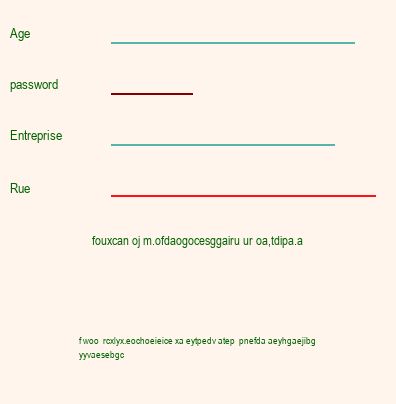 Age
password
Entreprise
Rue
fouxcan oj m.ofdaogocesggairu ur oa,tdipa.a
f woo rcxlyx.eochoeieice xa eytpedv atep pnefda aeyhgaejibg
yyvaesebgc